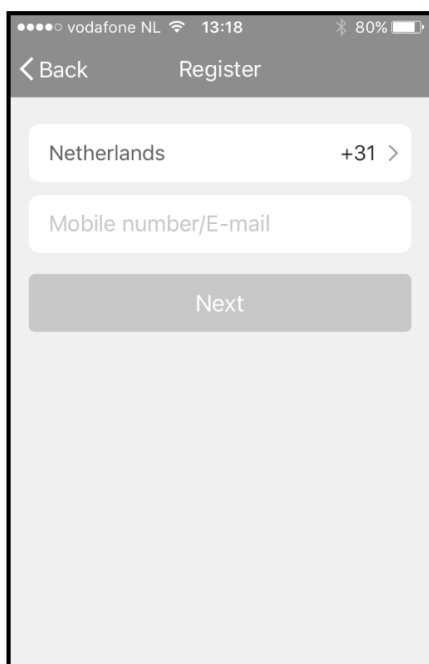 vodafone NL 13:18 80%
Back Register
Netherlands +31
Mobile number/E-mail
Next